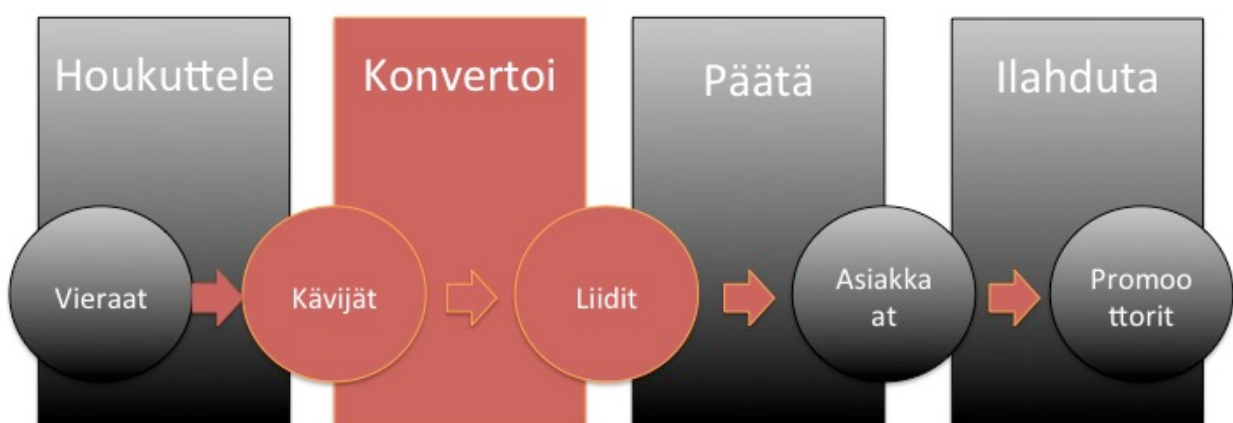 Houkuttele
Konvertoi
Päätä
Ilahduta
Vieraat
Kävijät
Liidit
Asiakka
at
Promoo
ttorit